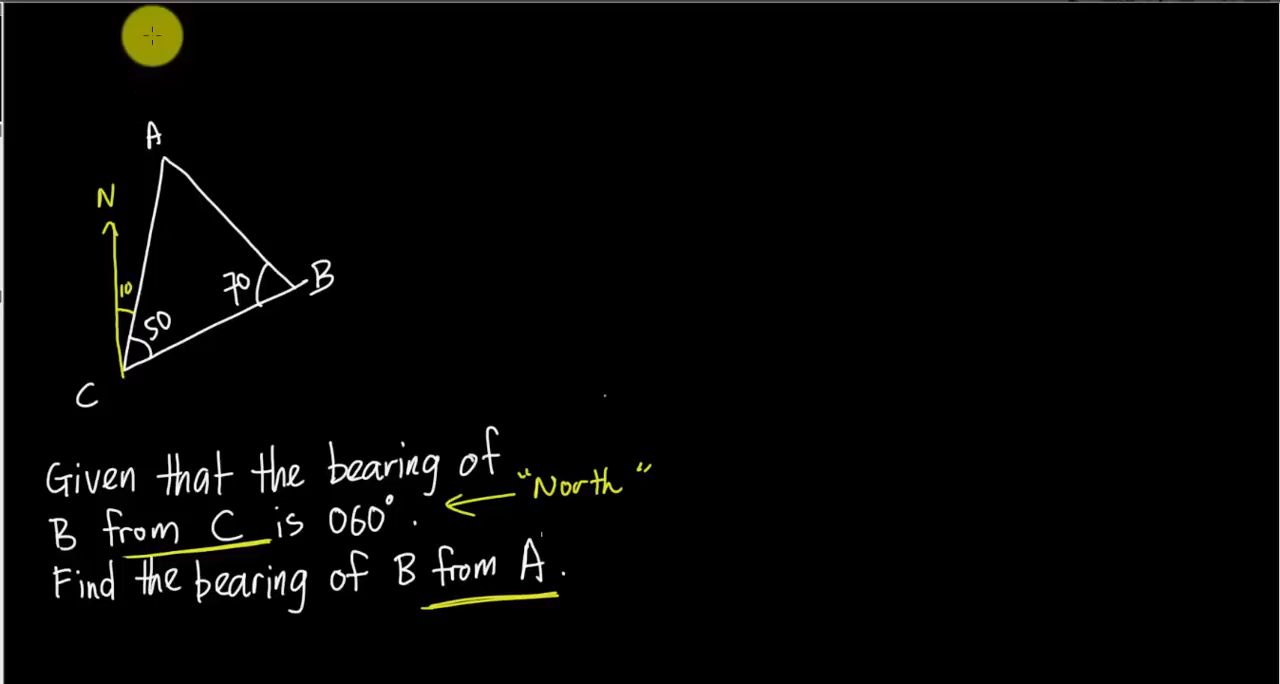 A
N
10
50
70
B
C
Given that the bearing of
B from C is 060°. "North"
Find the bearing of B from A.